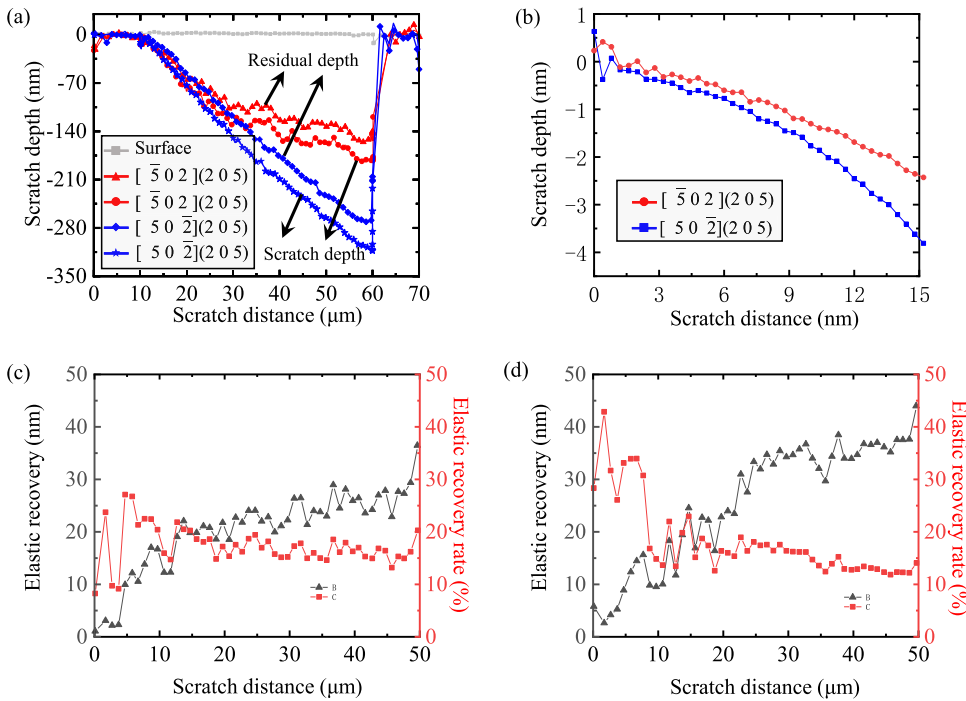 (a)
0
-70
-140
-210
-280
-350
Scratch depth (nm)
Residual depth
Scratch depth
Surface
[ 5̅ 0 2 ](2 0 5)
[ 5̅ 0 2 ](2 0 5)
[ 5 0 2̅ ](2 0 5)
[ 5 0 2̅ ](2 0 5)
0 10 20 30 40 50 60 70
Scratch distance (μm)
(b)
1
0
-1
-2
-3
-4
Scratch depth (nm)
[ 5̅ 0 2 ](2 0 5)
[ 5 0 2̅ ](2 0 5)
0 3 6 9 12 15
Scratch distance (nm)
(c)
50
40
30
20
10
0
Elastic recovery (nm)
B
C
50
40
30
20
10
0
Elastic recovery rate (%)
0 10 20 30 40 50
Scratch distance (μm)
(d)
50
40
30
20
10
0
Elastic recovery (nm)
B
C
50
40
30
20
10
0
Elastic recovery rate (%)
0 10 20 30 40 50
Scratch distance (μm)